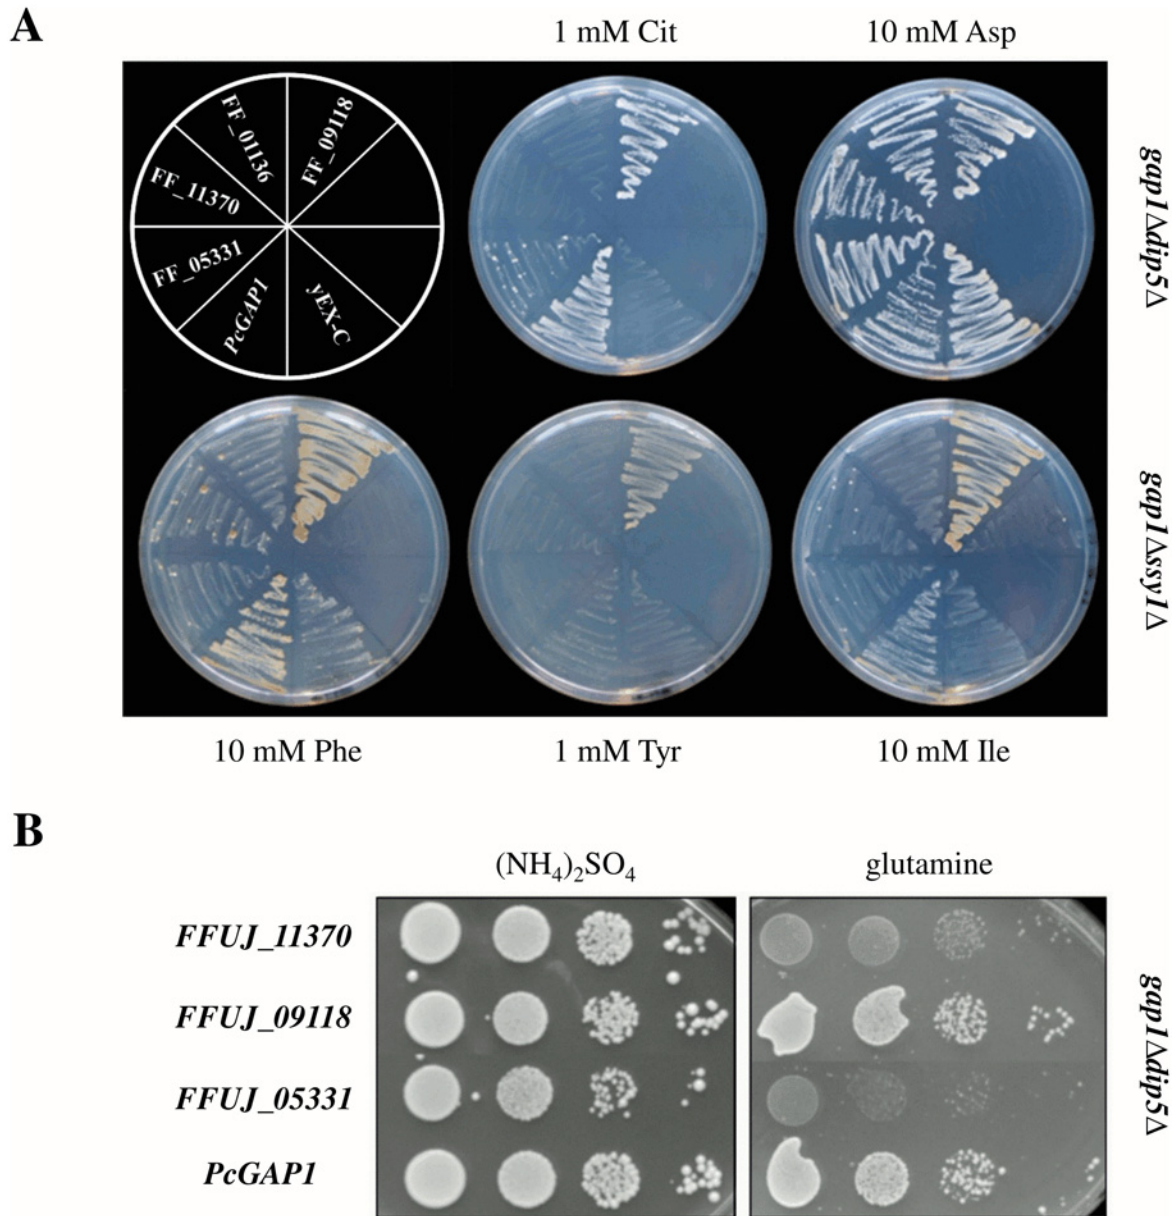 A
1 mM Cit
10 mM Asp
FF_01136
FF_09118
FF_11370
FF_05331
PcGAP1
yEX-C
gap1Δdip5Δ
gap1Δssy1Δ
10 mM Phe
1 mM Tyr
10 mM Ile
B
(NH₄)₂SO₄
glutamine
FFUJ_11370
FFUJ_09118
FFUJ_05331
PcGAP1
gap1Δdip5Δ